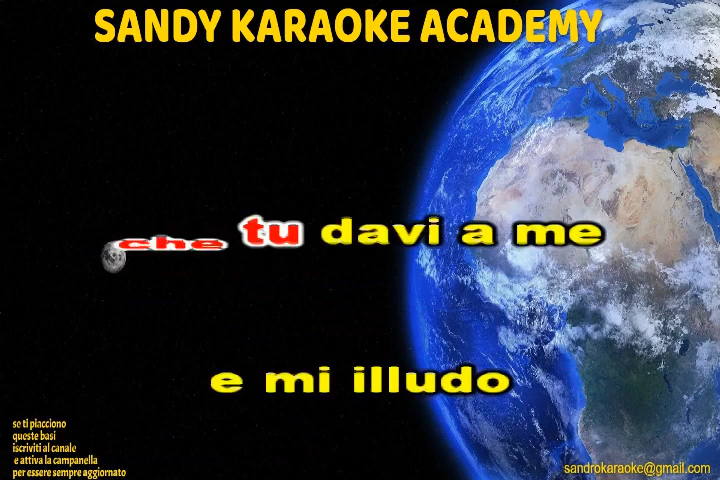 SANDY KARAOKE ACADEMY
che tu davi a me
e mi illudo
se ti piacciono
queste basi
iscriviti al canale
e attiva la campanella
per essere sempre aggiornato
sandrokaraoke@gmail.com